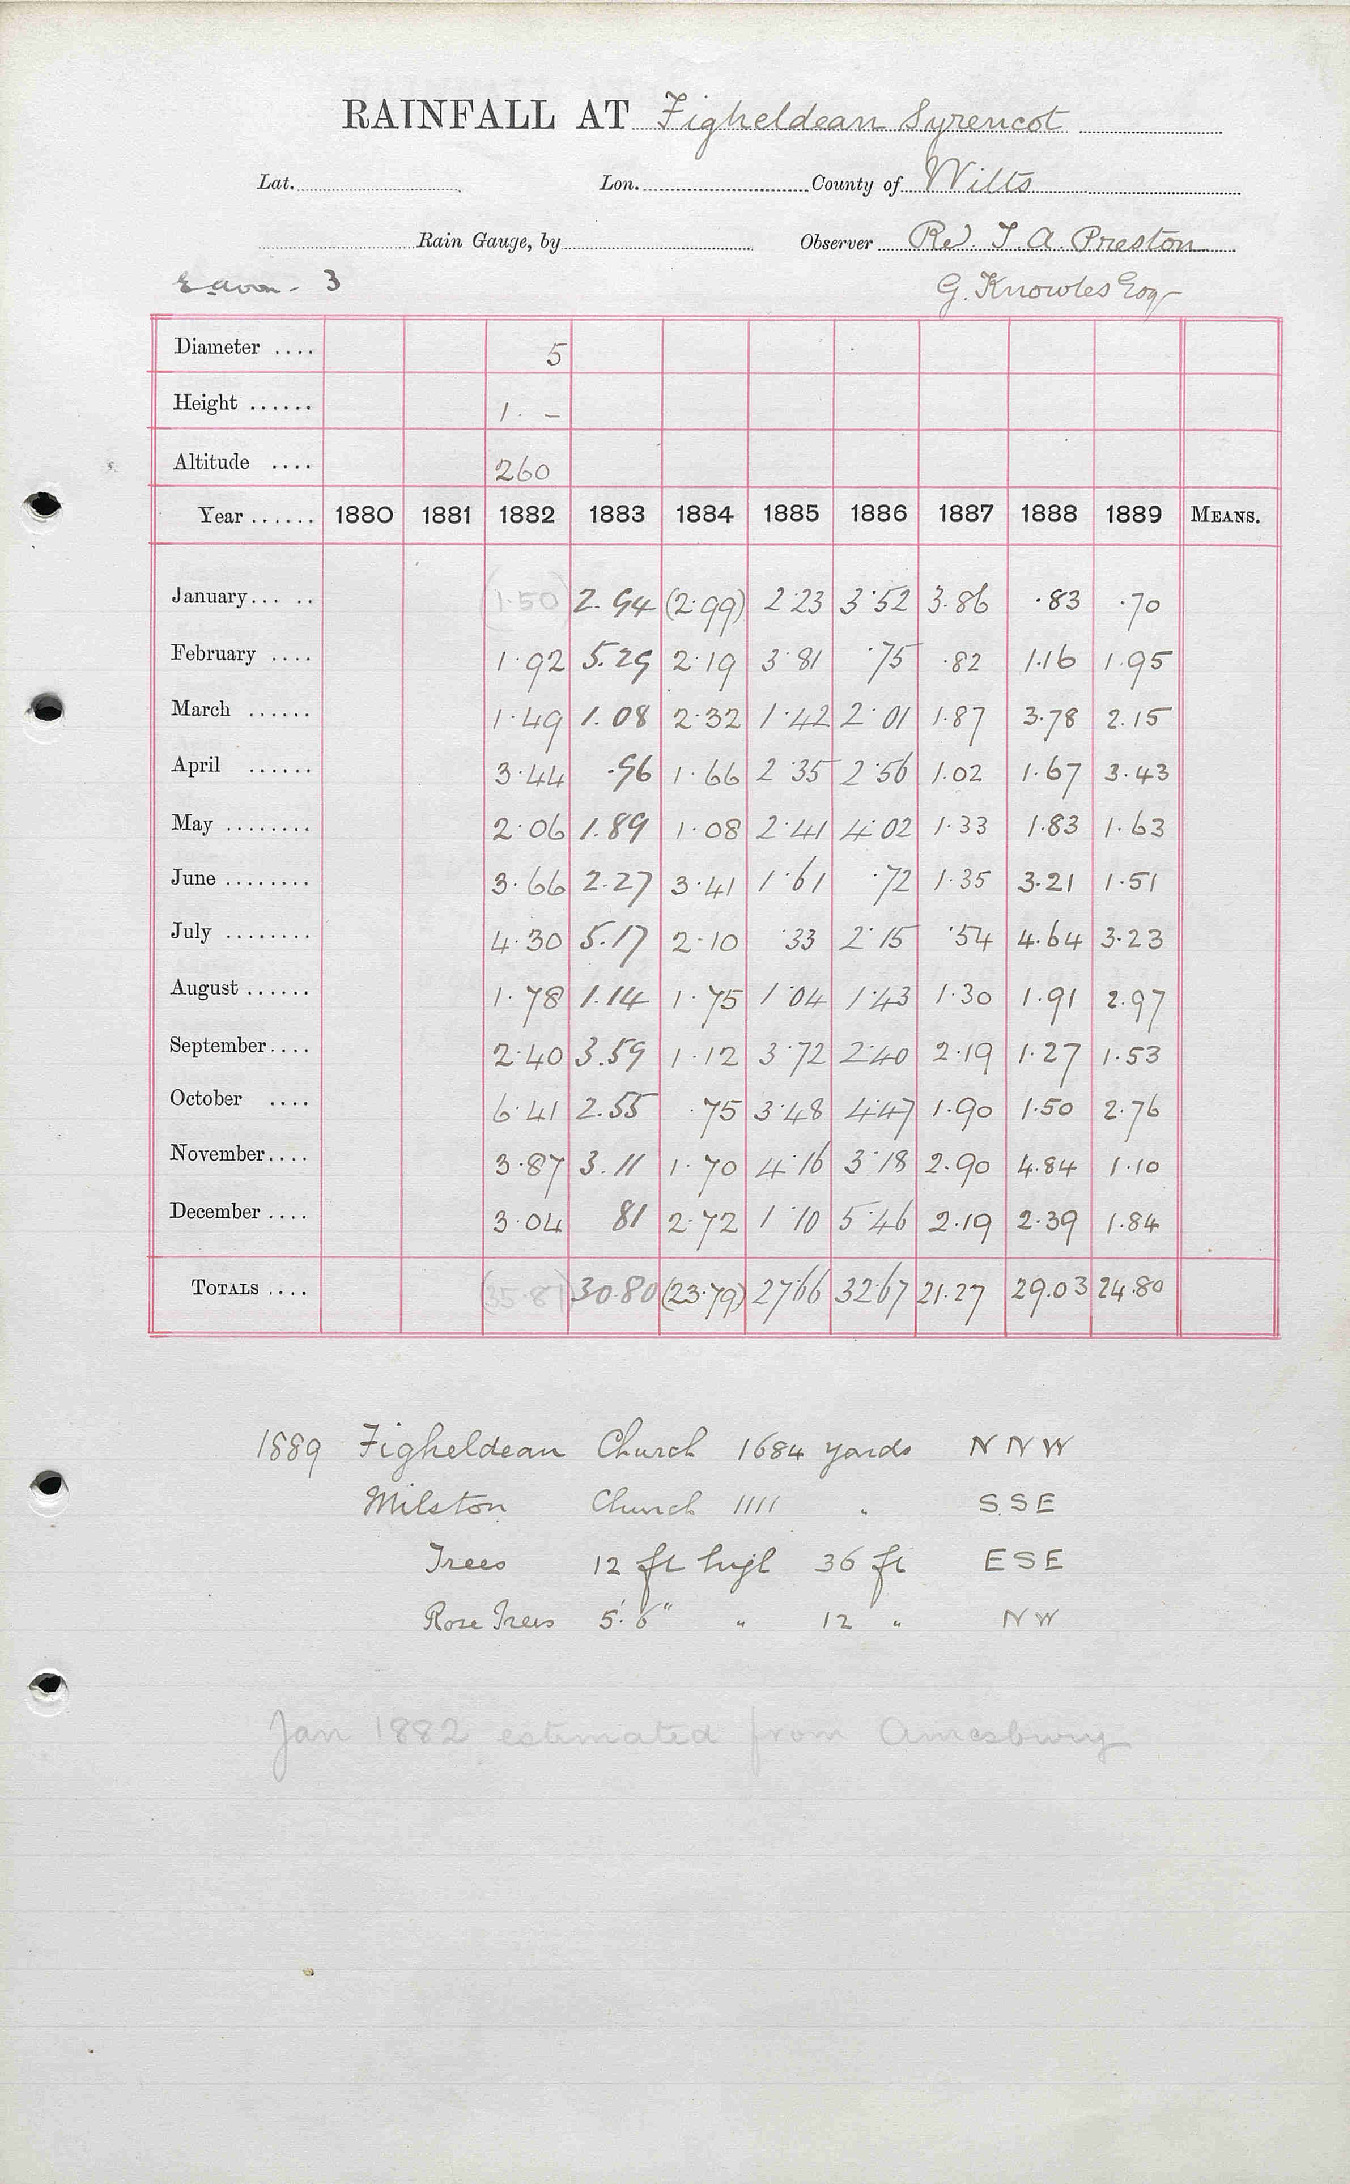 RAINFALL AT Figheldean Syrencot
Lat. Lon. County of Wilts
Rain Gauge, by Observer Rev. T. A. Preston
Eavon - 3 G. Knowles Esq
Diameter .... 5
Height ...... 1. –
Altitude .... 260
Year ...... 1880 1881 1882 1883 1884 1885 1886 1887 1888 1889 MEANS.
January... .. (1.50) 2.94 (2.99) 2.23 3.52 3.86 .83 .70
February .... 1.92 5.29 2.19 3.81 .75 .82 1.16 1.95
March ...... 1.49 1.08 2.32 1.42 2.01 1.87 3.78 2.15
April ...... 3.44 .96 1.66 2.35 2.56 1.02 1.67 3.43
May ........ 2.06 1.89 1.08 2.41 4.02 1.33 1.83 1.63
June ........ 3.66 2.27 3.41 1.61 .72 1.35 3.21 1.51
July ........ 4.30 5.17 2.10 .33 2.15 .54 4.64 3.23
August ...... 1.78 1.14 1.75 1.04 1.43 1.30 1.91 2.97
September.... 2.40 3.59 1.12 3.72 2.40 2.19 1.27 1.53
October .... 6.41 2.55 .75 3.48 4.47 1.90 1.50 2.76
November.... 3.87 3.11 1.70 4.16 3.18 2.90 4.84 1.10
December .... 3.04 81 2.72 1.10 5.46 2.19 2.39 1.84
TOTALS .... (35.87) 30.80 (23.79) 27.66 32.67 21.27 29.03 24.80
1889 Figheldean Church 1684 yards N N W
Milston Church 1111 " S. S E
Trees 12 ft high 36 ft E S E
Rose Trees 5' 6" " 12 " N W
Jan 1882 estimated from Amesbury